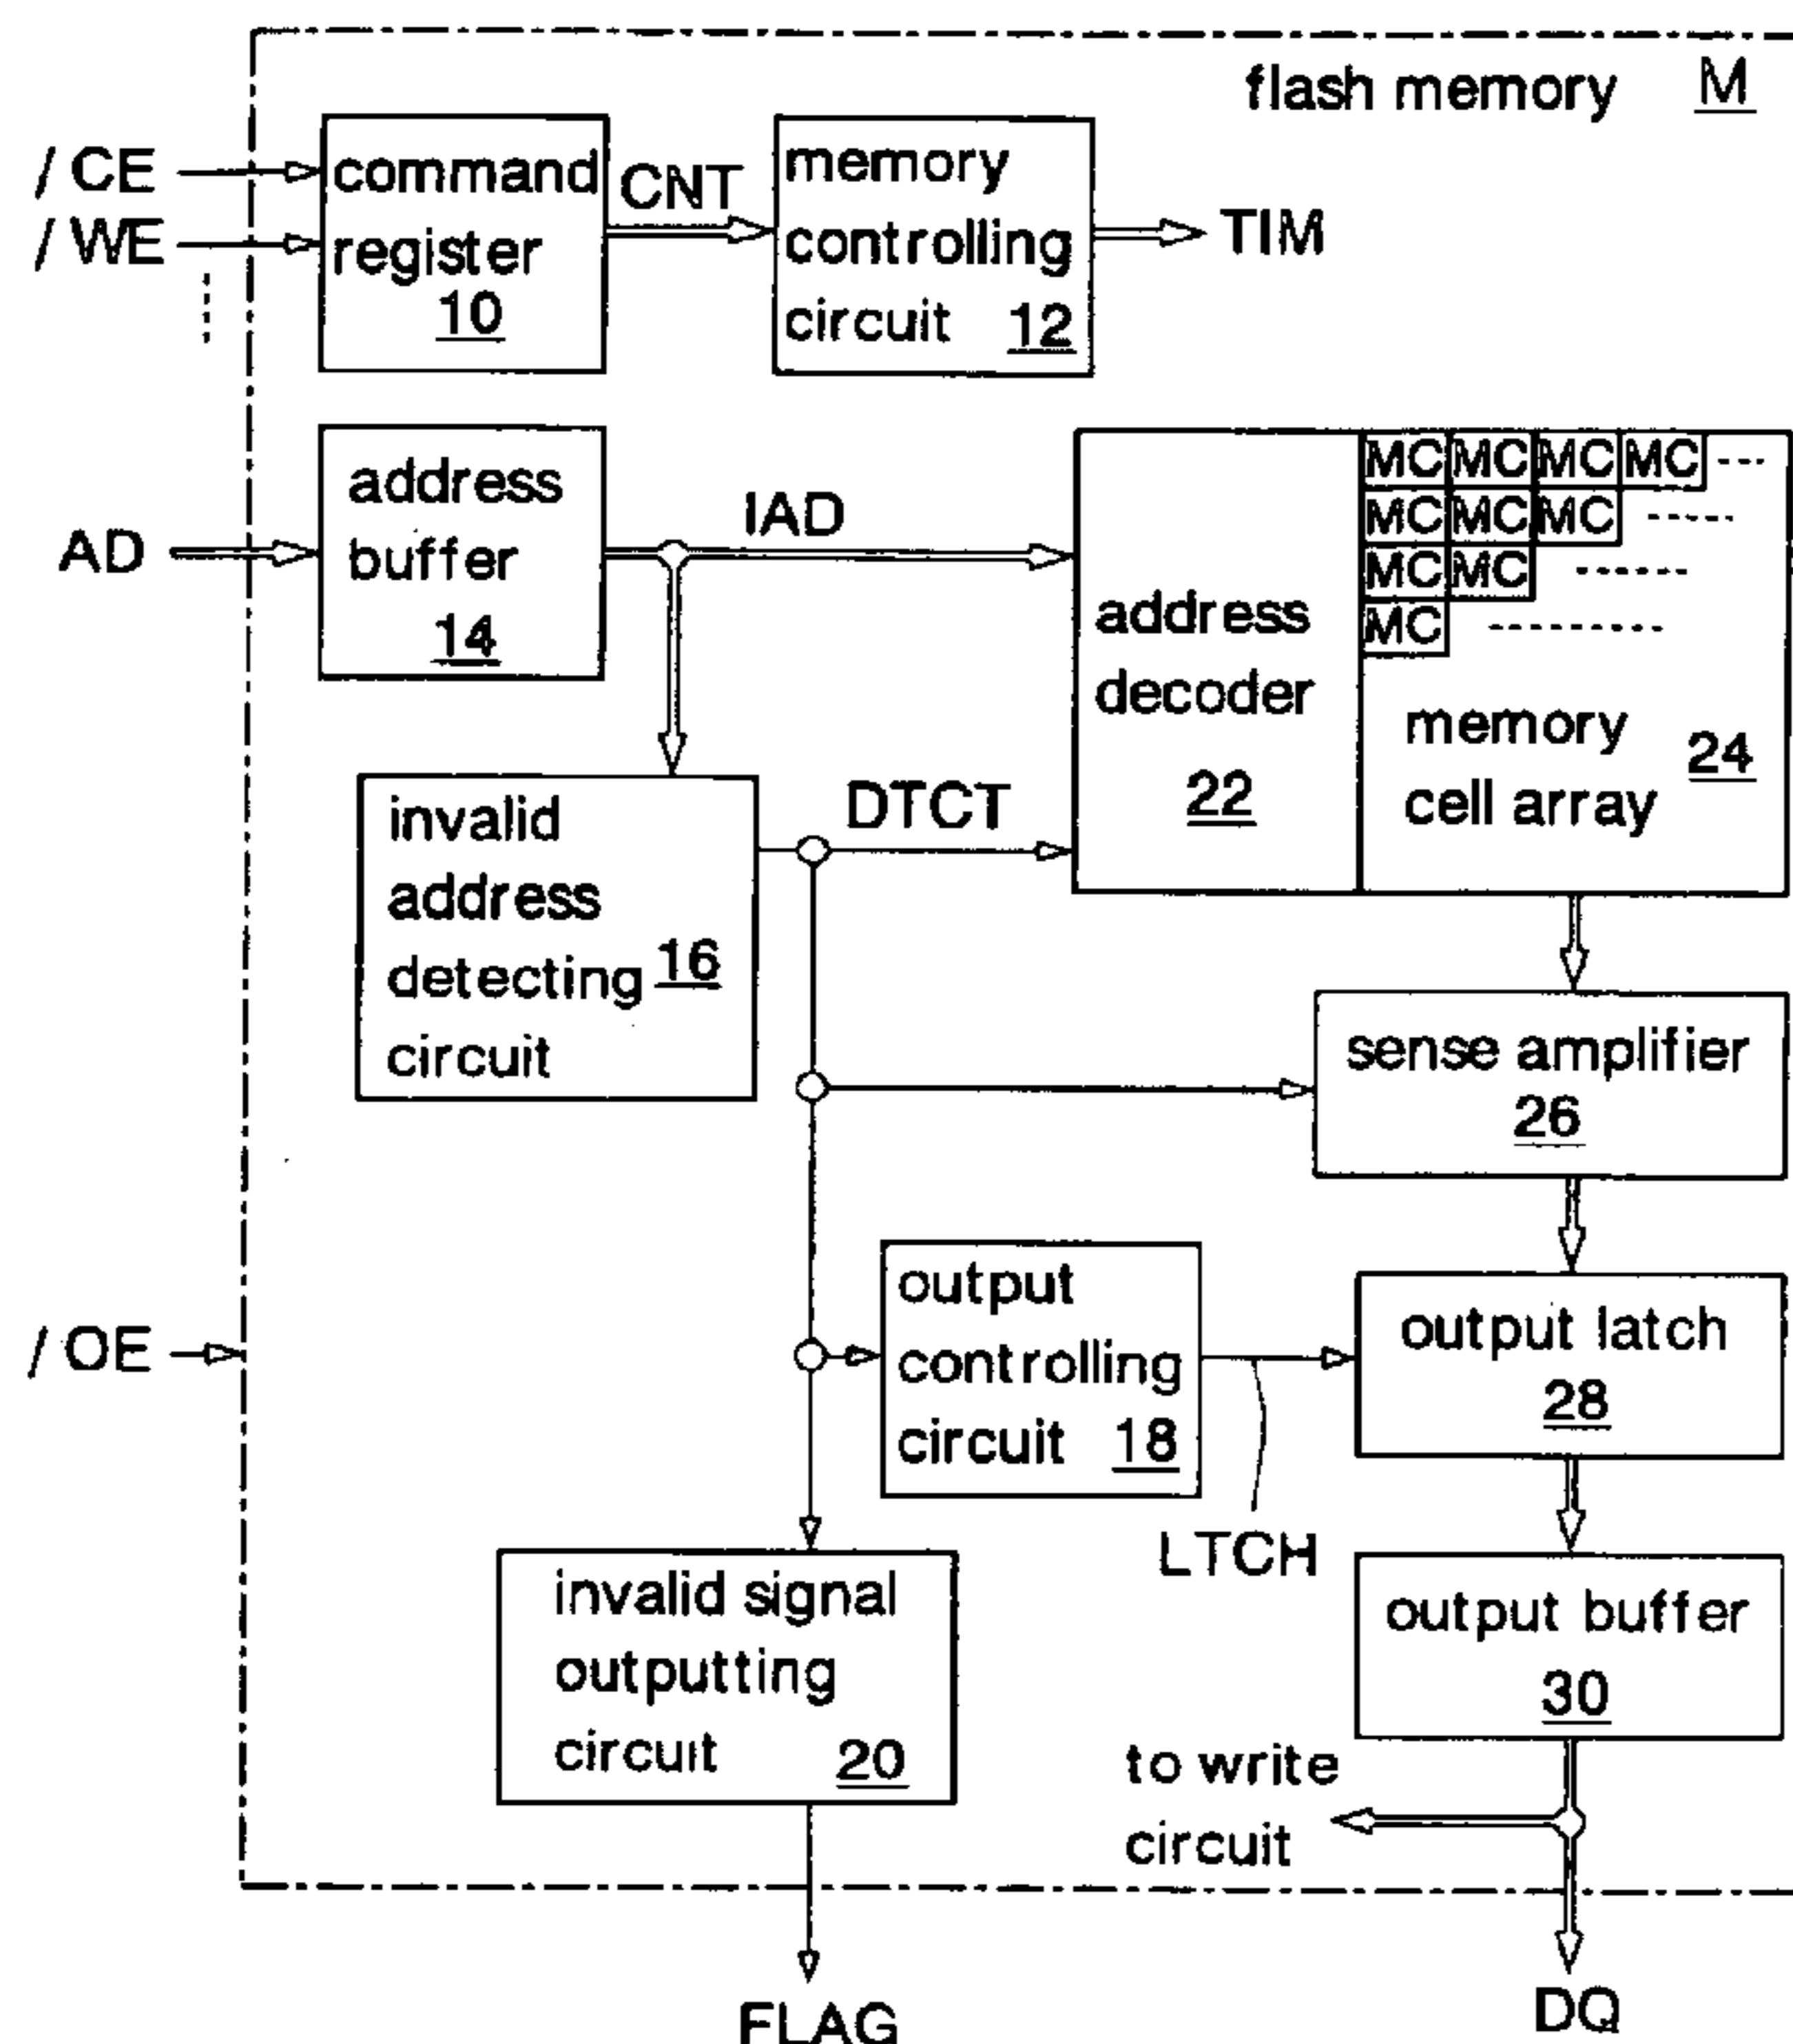 flash memory M
/ CE
/ WE
command
register
10
CNT
memory
controlling
circuit 12
TIM
AD
address
buffer
14
IAD
address
decoder
22
MC MC MC MC
MC MC MC
MC MC
MC
memory
cell array
24
invalid
address
detecting 16
circuit
DTCT
sense amplifier
26
/ OE
output
controlling
circuit 18
LTCH
output latch
28
invalid signal
outputting
circuit 20
output buffer
30
to write
circuit
FLAG
DQ